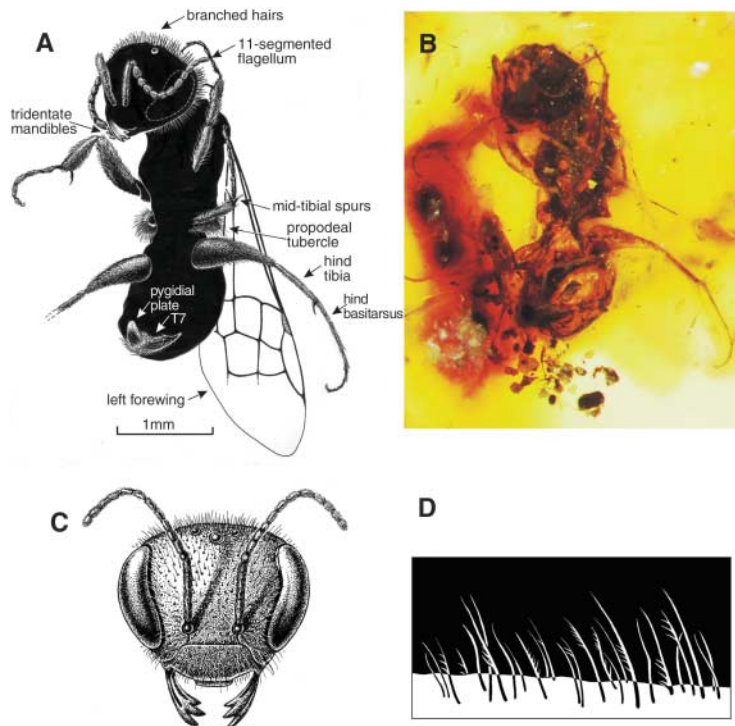 A
branched hairs
11-segmented
flagellum
tridentate
mandibles
mid-tibial spurs
propodeal
tubercle
hind
tibia
hind
basitarsus
pygidial
plate
T7
left forewing
1mm
B
C
D